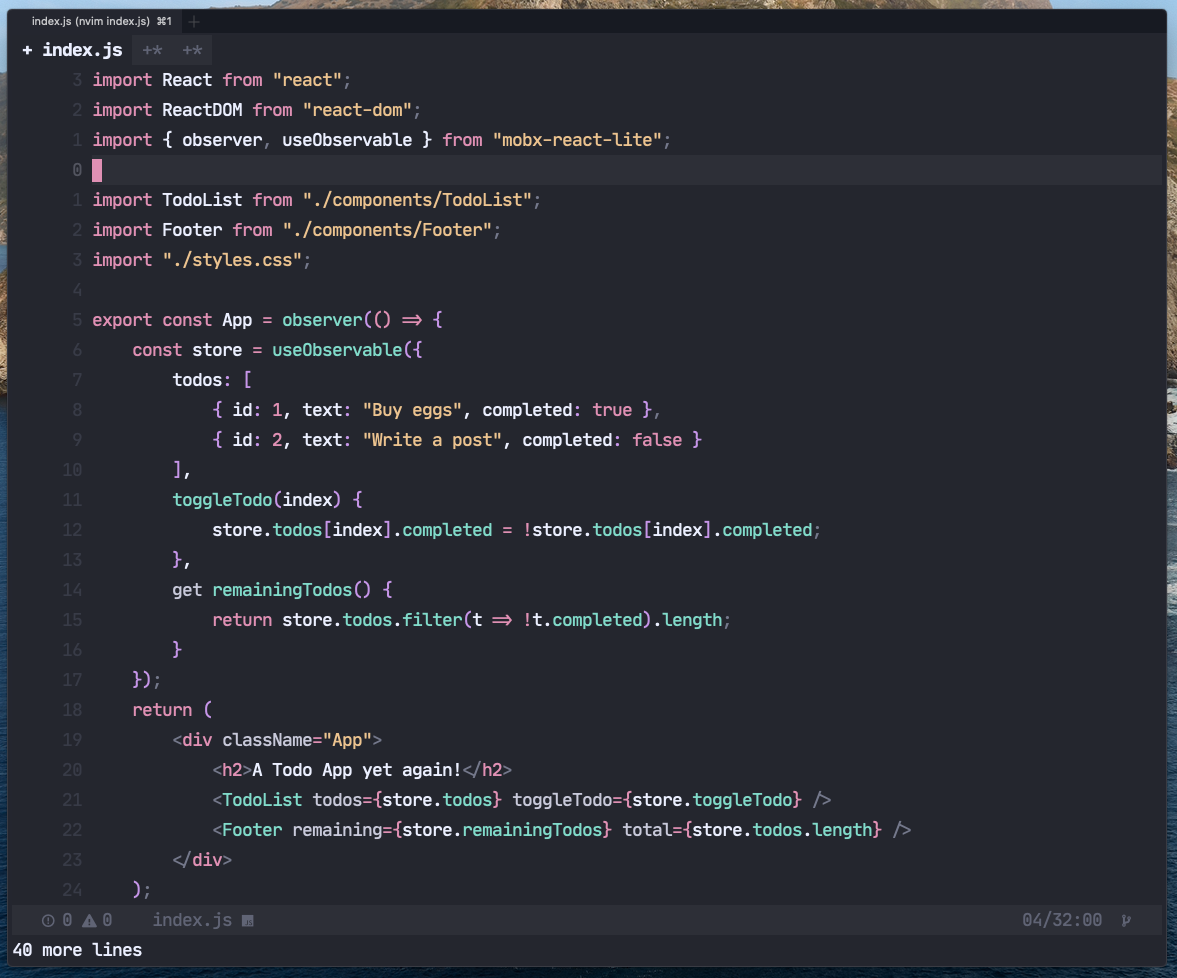 index.js (nvim index.js) ⌘1 +
+ index.js ++ ++
3 import React from "react";
2 import ReactDOM from "react-dom";
1 import { observer, useObservable } from "mobx-react-lite";
0
1 import TodoList from "./components/TodoList";
2 import Footer from "./components/Footer";
3 import "./styles.css";
4
5 export const App = observer(() => {
6     const store = useObservable({
7         todos: [
8             { id: 1, text: "Buy eggs", completed: true },
9             { id: 2, text: "Write a post", completed: false }
10         ],
11         toggleTodo(index) {
12             store.todos[index].completed = !store.todos[index].completed;
13         },
14         get remainingTodos() {
15             return store.todos.filter(t => !t.completed).length;
16         }
17     });
18     return (
19         <div className="App">
20             <h2>A Todo App yet again!</h2>
21             <TodoList todos={store.todos} toggleTodo={store.toggleTodo} />
22             <Footer remaining={store.remainingTodos} total={store.todos.length} />
23         </div>
24     );
0 0 index.js 04/32:00
40 more lines